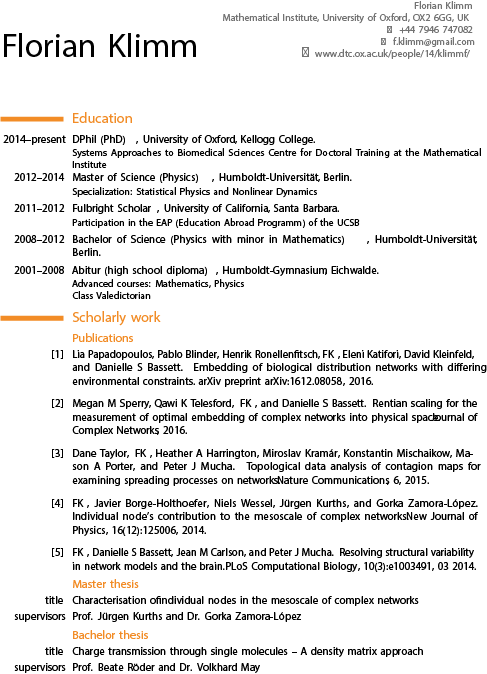 Florian Klimm
Mathematical Institute, University of Oxford, OX2 6GG, UK
+44 7946 747082
f.klimm@gmail.com
www.dtc.ox.ac.uk/people/14/klimmf/
Florian Klimm
Education
2014–present DPhil (PhD) , University of Oxford, Kellogg College.
Systems Approaches to Biomedical Sciences Centre for Doctoral Training at the Mathematical
Institute
2012–2014 Master of Science (Physics) , Humboldt-Universität, Berlin.
Specialization: Statistical Physics and Nonlinear Dynamics
2011–2012 Fulbright Scholar , University of California, Santa Barbara.
Participation in the EAP (Education Abroad Programm) of the UCSB
2008–2012 Bachelor of Science (Physics with minor in Mathematics) , Humboldt-Universität,
Berlin.
2001–2008 Abitur (high school diploma) , Humboldt-Gymnasium, Eichwalde.
Advanced courses: Mathematics, Physics
Class Valedictorian
Scholarly work
Publications
[1] Lia Papadopoulos, Pablo Blinder, Henrik Ronellenfitsch, FK , Eleni Katifori, David Kleinfeld,
and Danielle S Bassett. Embedding of biological distribution networks with differing
environmental constraints. arXiv preprint arXiv:1612.08058, 2016.
[2] Megan M Sperry, Qawi K Telesford, FK , and Danielle S Bassett. Rentian scaling for the
measurement of optimal embedding of complex networks into physical space. Journal of
Complex Networks, 2016.
[3] Dane Taylor, FK , Heather A Harrington, Miroslav Kramár, Konstantin Mischaikow, Ma-
son A Porter, and Peter J Mucha. Topological data analysis of contagion maps for
examining spreading processes on networks. Nature Communications, 6, 2015.
[4] FK , Javier Borge-Holthoefer, Niels Wessel, Jürgen Kurths, and Gorka Zamora-López.
Individual node's contribution to the mesoscale of complex networks. New Journal of
Physics, 16(12):125006, 2014.
[5] FK , Danielle S Bassett, Jean M Carlson, and Peter J Mucha. Resolving structural variability
in network models and the brain. PLoS Computational Biology, 10(3):e1003491, 03 2014.
Master thesis
title Characterisation of individual nodes in the mesoscale of complex networks
supervisors Prof. Jürgen Kurths and Dr. Gorka Zamora-López
Bachelor thesis
title Charge transmission through single molecules – A density matrix approach
supervisors Prof. Beate Röder and Dr. Volkhard May